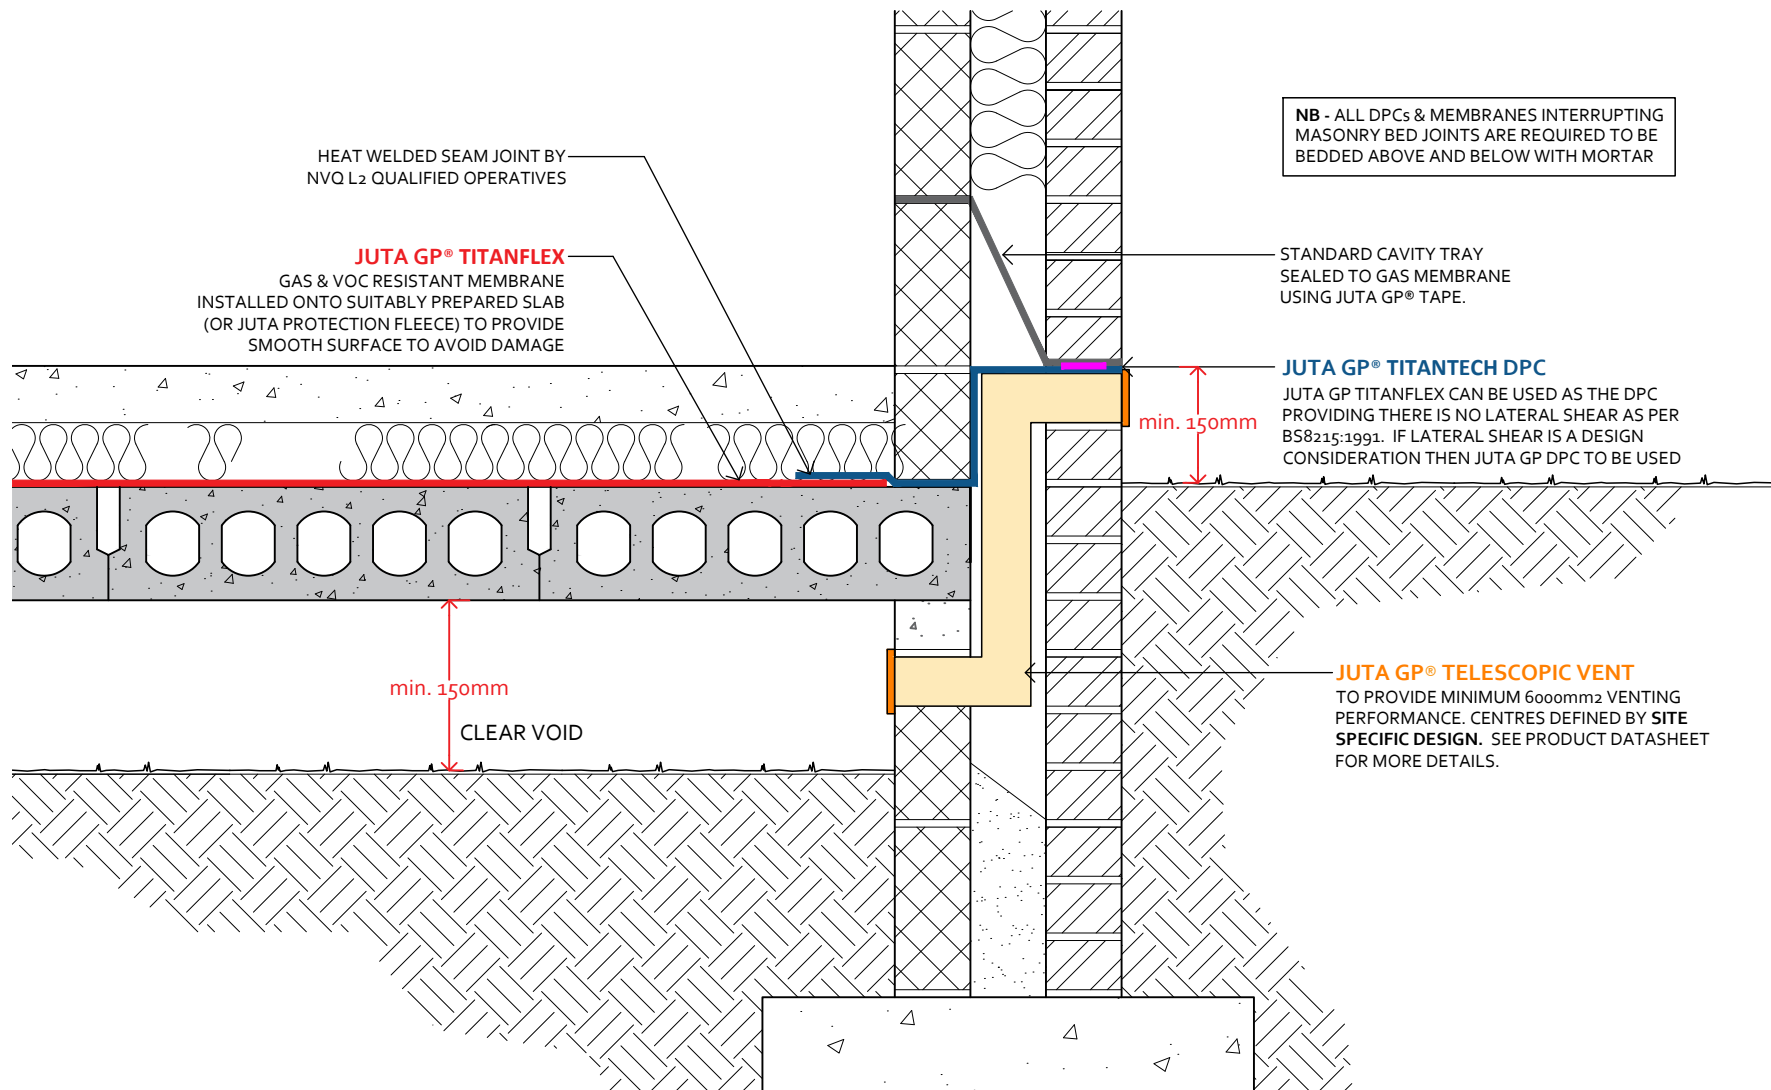 HEAT WELDED SEAM JOINT BY
NVQ L2 QUALIFIED OPERATIVES
JUTA GP® TITANFLEX
GAS & VOC RESISTANT MEMBRANE
INSTALLED ONTO SUITABLY PREPARED SLAB
(OR JUTA PROTECTION FLEECE) TO PROVIDE
SMOOTH SURFACE TO AVOID DAMAGE
NB - ALL DPCs & MEMBRANES INTERRUPTING
MASONRY BED JOINTS ARE REQUIRED TO BE
BEDDED ABOVE AND BELOW WITH MORTAR
STANDARD CAVITY TRAY
SEALED TO GAS MEMBRANE
USING JUTA GP® TAPE.
JUTA GP® TITANTECH DPC
JUTA GP TITANFLEX CAN BE USED AS THE DPC
PROVIDING THERE IS NO LATERAL SHEAR AS PER
BS8215:1991. IF LATERAL SHEAR IS A DESIGN
CONSIDERATION THEN JUTA GP DPC TO BE USED
min. 150mm
min. 150mm
CLEAR VOID
JUTA GP® TELESCOPIC VENT
TO PROVIDE MINIMUM 6000mm2 VENTING
PERFORMANCE. CENTRES DEFINED BY SITE
SPECIFIC DESIGN. SEE PRODUCT DATASHEET
FOR MORE DETAILS.